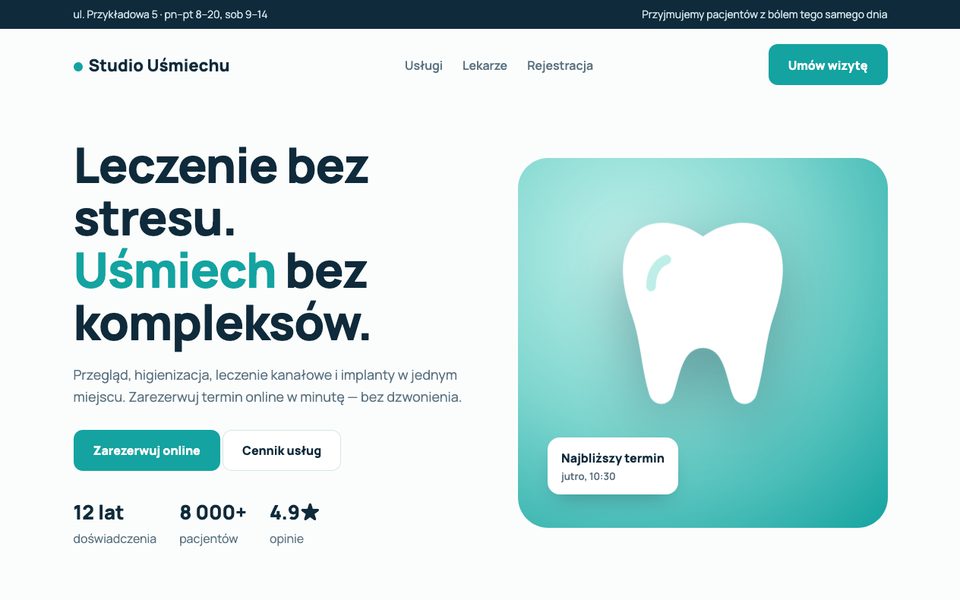 ul. Przykładowa 5 · pn–pt 8–20, sob 9–14
Przyjmujemy pacjentów z bólem tego samego dnia
Studio Uśmiechu
Usługi
Lekarze
Rejestracja
Umów wizytę
Leczenie bez
stresu.
Uśmiech bez
kompleksów.
Przegląd, higienizacja, leczenie kanałowe i implanty w jednym
miejscu. Zarezerwuj termin online w minutę — bez dzwonienia.
Zarezerwuj online
Cennik usług
12 lat
doświadczenia
8 000+
pacjentów
4.9★
opinie
Najbliższy termin
jutro, 10:30